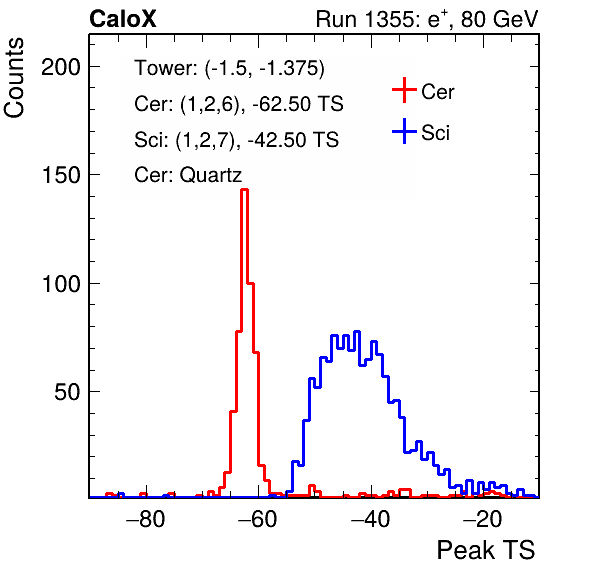 CaloX Run 1355: e⁺, 80 GeV
Counts
Tower: (-1.5, -1.375)
Cer: (1,2,6), -62.50 TS
Sci: (1,2,7), -42.50 TS
Cer: Quartz
Cer
Sci
200
150
100
50
−80 −60 −40 −20
Peak TS